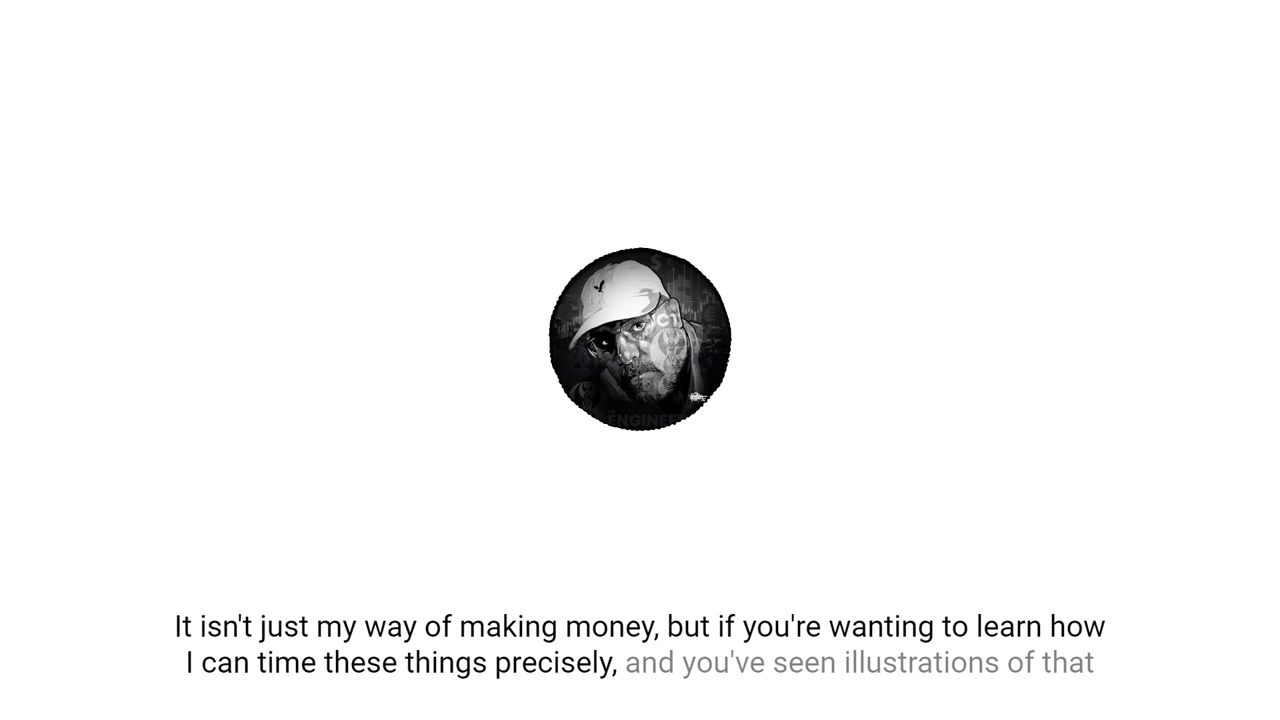 $
ENGINEER
It isn't just my way of making money, but if you're wanting to learn how
I can time these things precisely, and you've seen illustrations of that